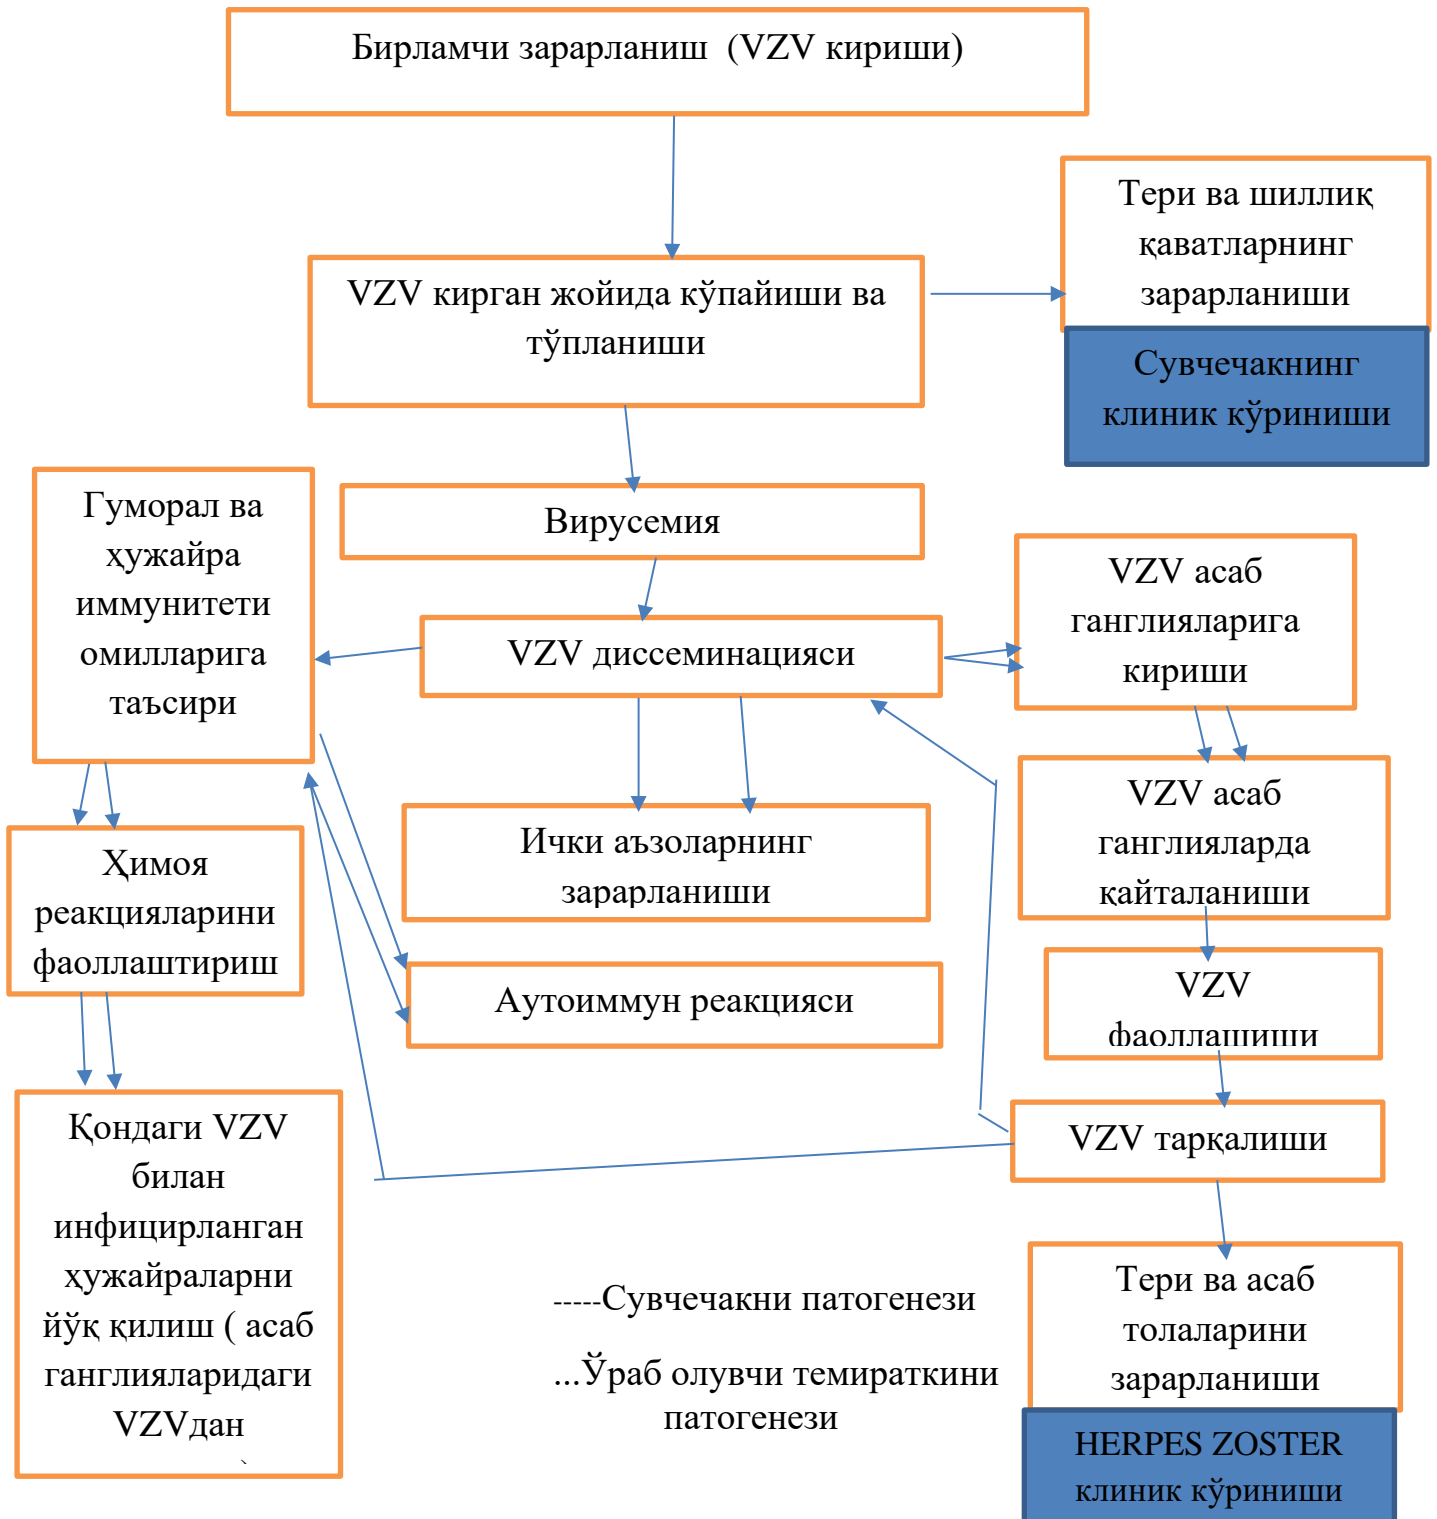 Бирламчи зарарланиш (VZV кириши)
Тери ва шиллиқ
қаватларнинг
зарарланиши
VZV кирган жойида кўпайиши ва
тўпланиши
Сувчечакнинг
клиник кўриниши
Гуморал ва
ҳужайра
иммунитети
омилларига
таъсири
Вирусемия
VZV асаб
ганглияларига
кириши
VZV диссеминацияси
VZV асаб
ганглияларда
қайталаниши
Ички аъзоларнинг
зарарланиши
Ҳимоя
реакцияларини
фаоллаштириш
VZV
фаоллашиши
Аутоиммун реакцияси
Қондаги VZV
билан
инфицирланган
ҳужайраларни
йўқ қилиш ( асаб
ганглияларидаги
VZVдан
VZV тарқалиши
Тери ва асаб
толаларини
зарарланиши
-----Сувчечакни патогенези
...Ўраб олувчи темираткини
патогенези
HERPES ZOSTER
клиник кўриниши